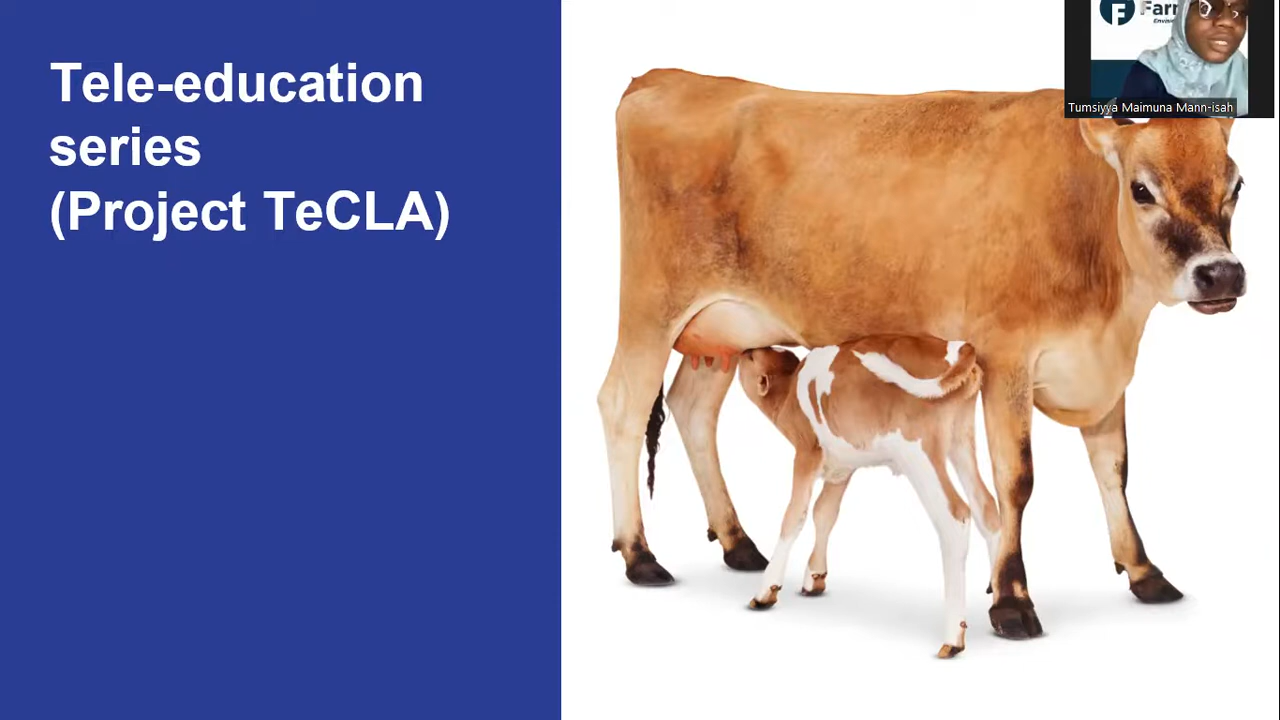 Tele-education
series
(Project TeCLA)
Tumsiyya Maimuna Mann-isah